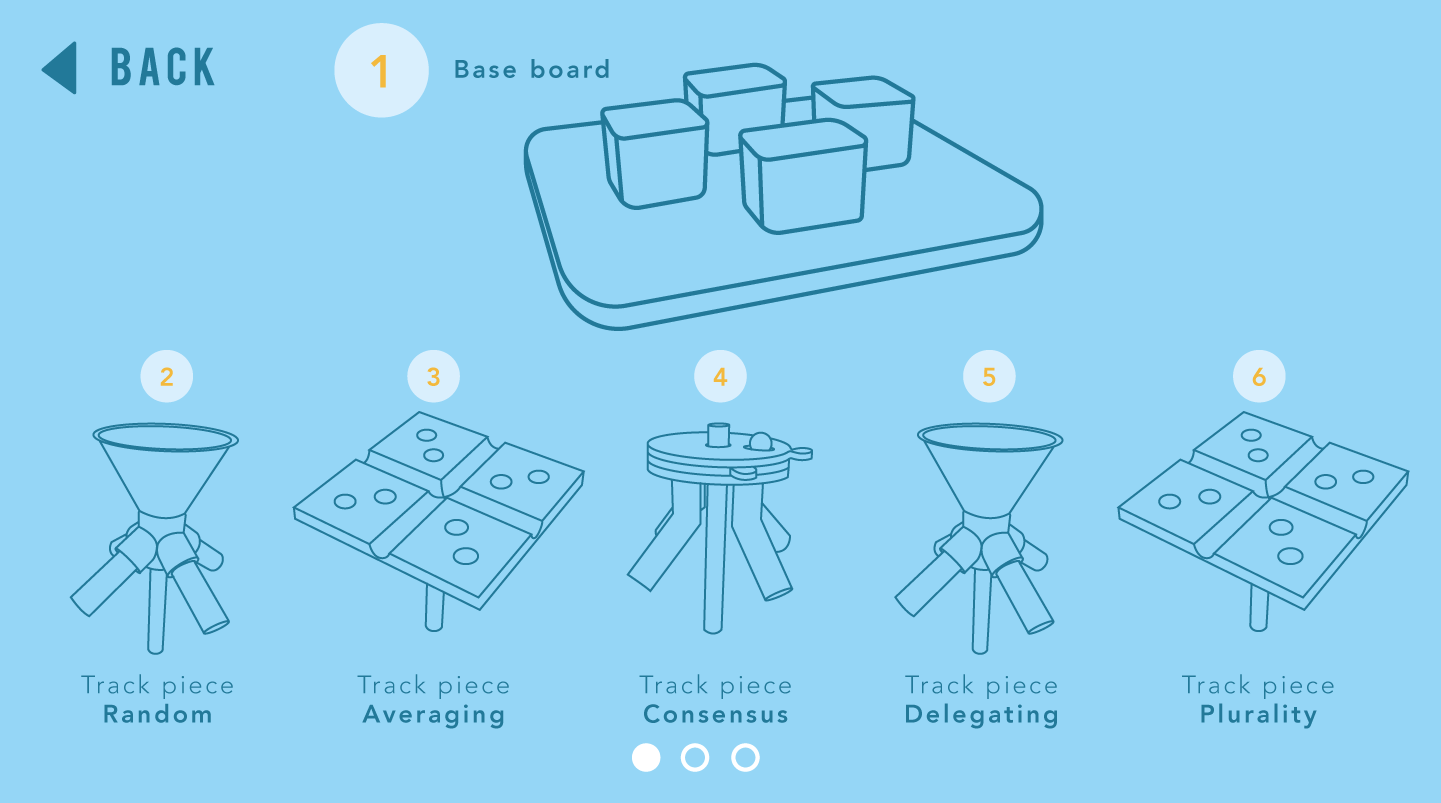 BACK
1
Base board
2
3
4
5
6
Track piece
Random
Track piece
Averaging
Track piece
Consensus
Track piece
Delegating
Track piece
Plurality